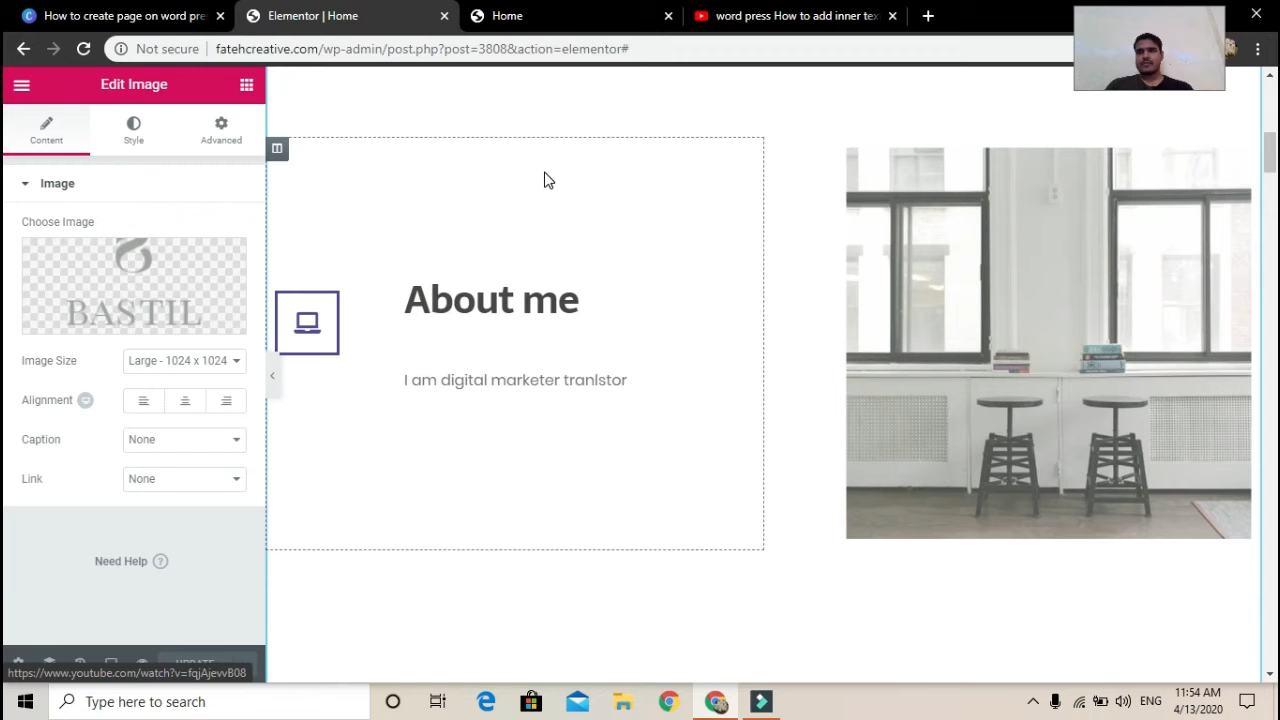 How to create page on word pre
Elementor | Home
Home
word press How to add inner tex
Not secure
fatehcreative.com/wp-admin/post.php?post=3808&action=elementor#
Edit Image
Content
Style
Advanced
Image
Choose Image
BASTIL
Image Size
Large - 1024 x 1024
Alignment
Caption
None
Link
None
Need Help
About me
I am digital marketer tranlstor
https://www.youtube.com/watch?v=fqjAjevvB08
Type here to search
ENG
11:54 AM
4/13/2020